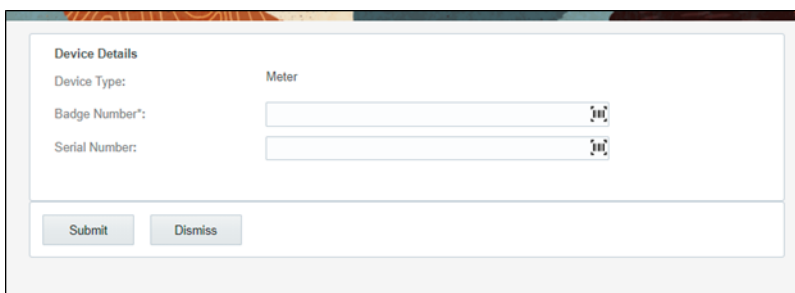 Device Details
Device Type: Meter
Badge Number*:
Serial Number:
Submit Dismiss